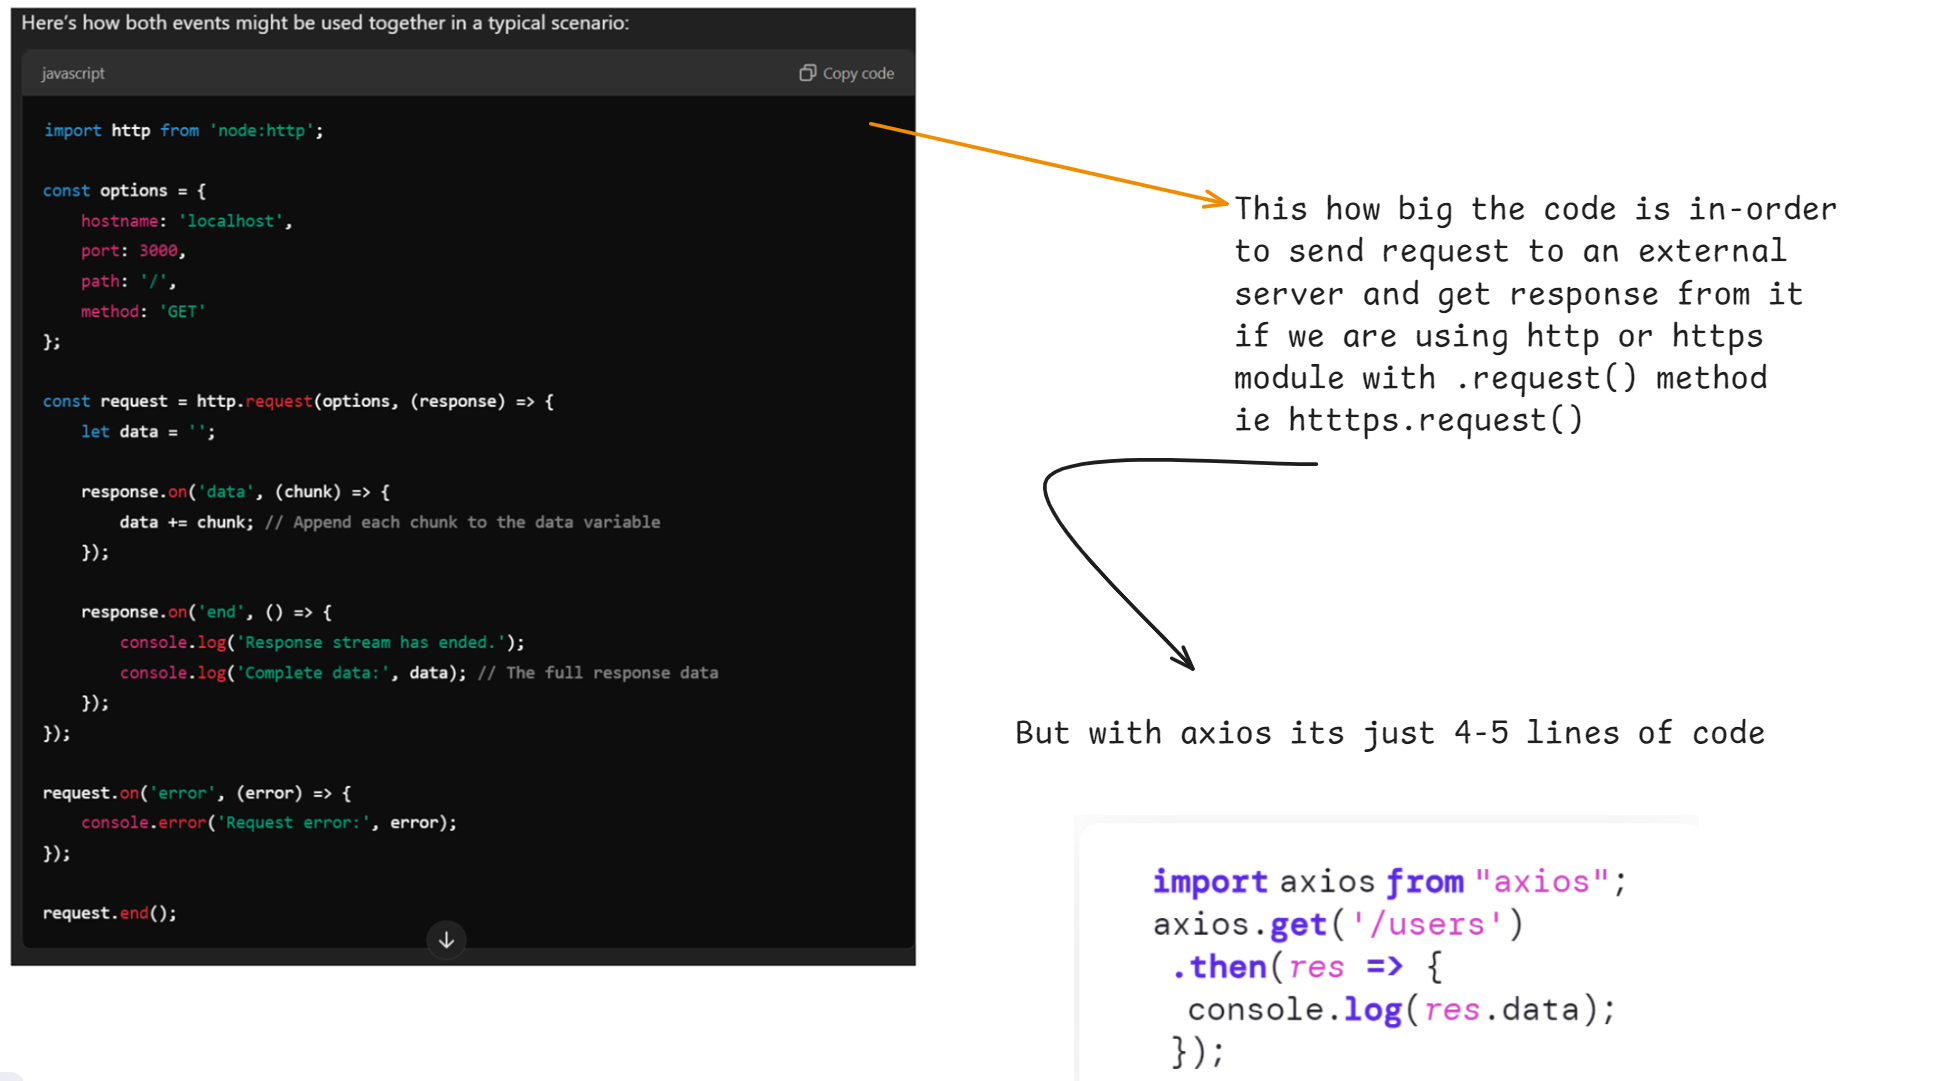 Here's how both events might be used together in a typical scenario:
javascript
Copy code
import http from 'node:http';
const options = {
hostname: 'localhost',
port: 3000,
path: '/',
method: 'GET'
};
const request = http.request(options, (response) => {
let data = '';
response.on('data', (chunk) => {
data += chunk; // Append each chunk to the data variable
});
response.on('end', () => {
console.log('Response stream has ended.');
console.log('Complete data:', data); // The full response data
});
});
request.on('error', (error) => {
console.error('Request error:', error);
});
request.end();
This how big the code is in-order
to send request to an external
server and get response from it
if we are using http or https
module with .request() method
ie htttps.request()
But with axios its just 4-5 lines of code
import axios from "axios";
axios.get('/users')
.then(res => {
console.log(res.data);
});